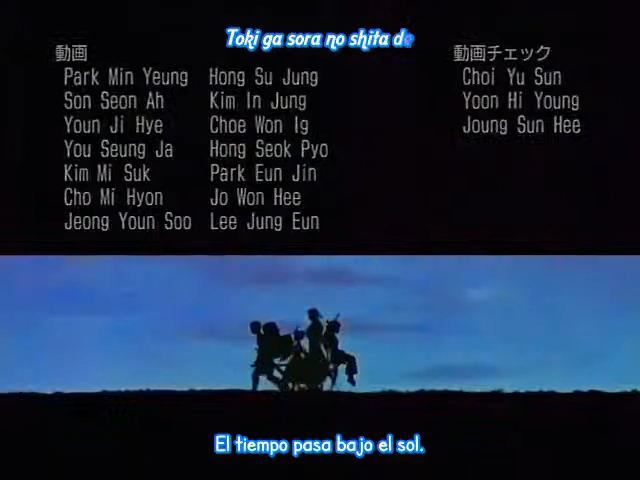 Toki ga sora no shita de
動画
動画チェック
Park Min Yeung Hong Su Jung Choi Yu Sun
Son Seon Ah Kim In Jung Yoon Hi Young
Youn Ji Hye Choe Won Ig Joung Sun Hee
You Seung Ja Hong Seok Pyo
Kim Mi Suk Park Eun Jin
Cho Mi Hyon Jo Won Hee
Jeong Youn Soo Lee Jung Eun
El tiempo pasa bajo el sol.